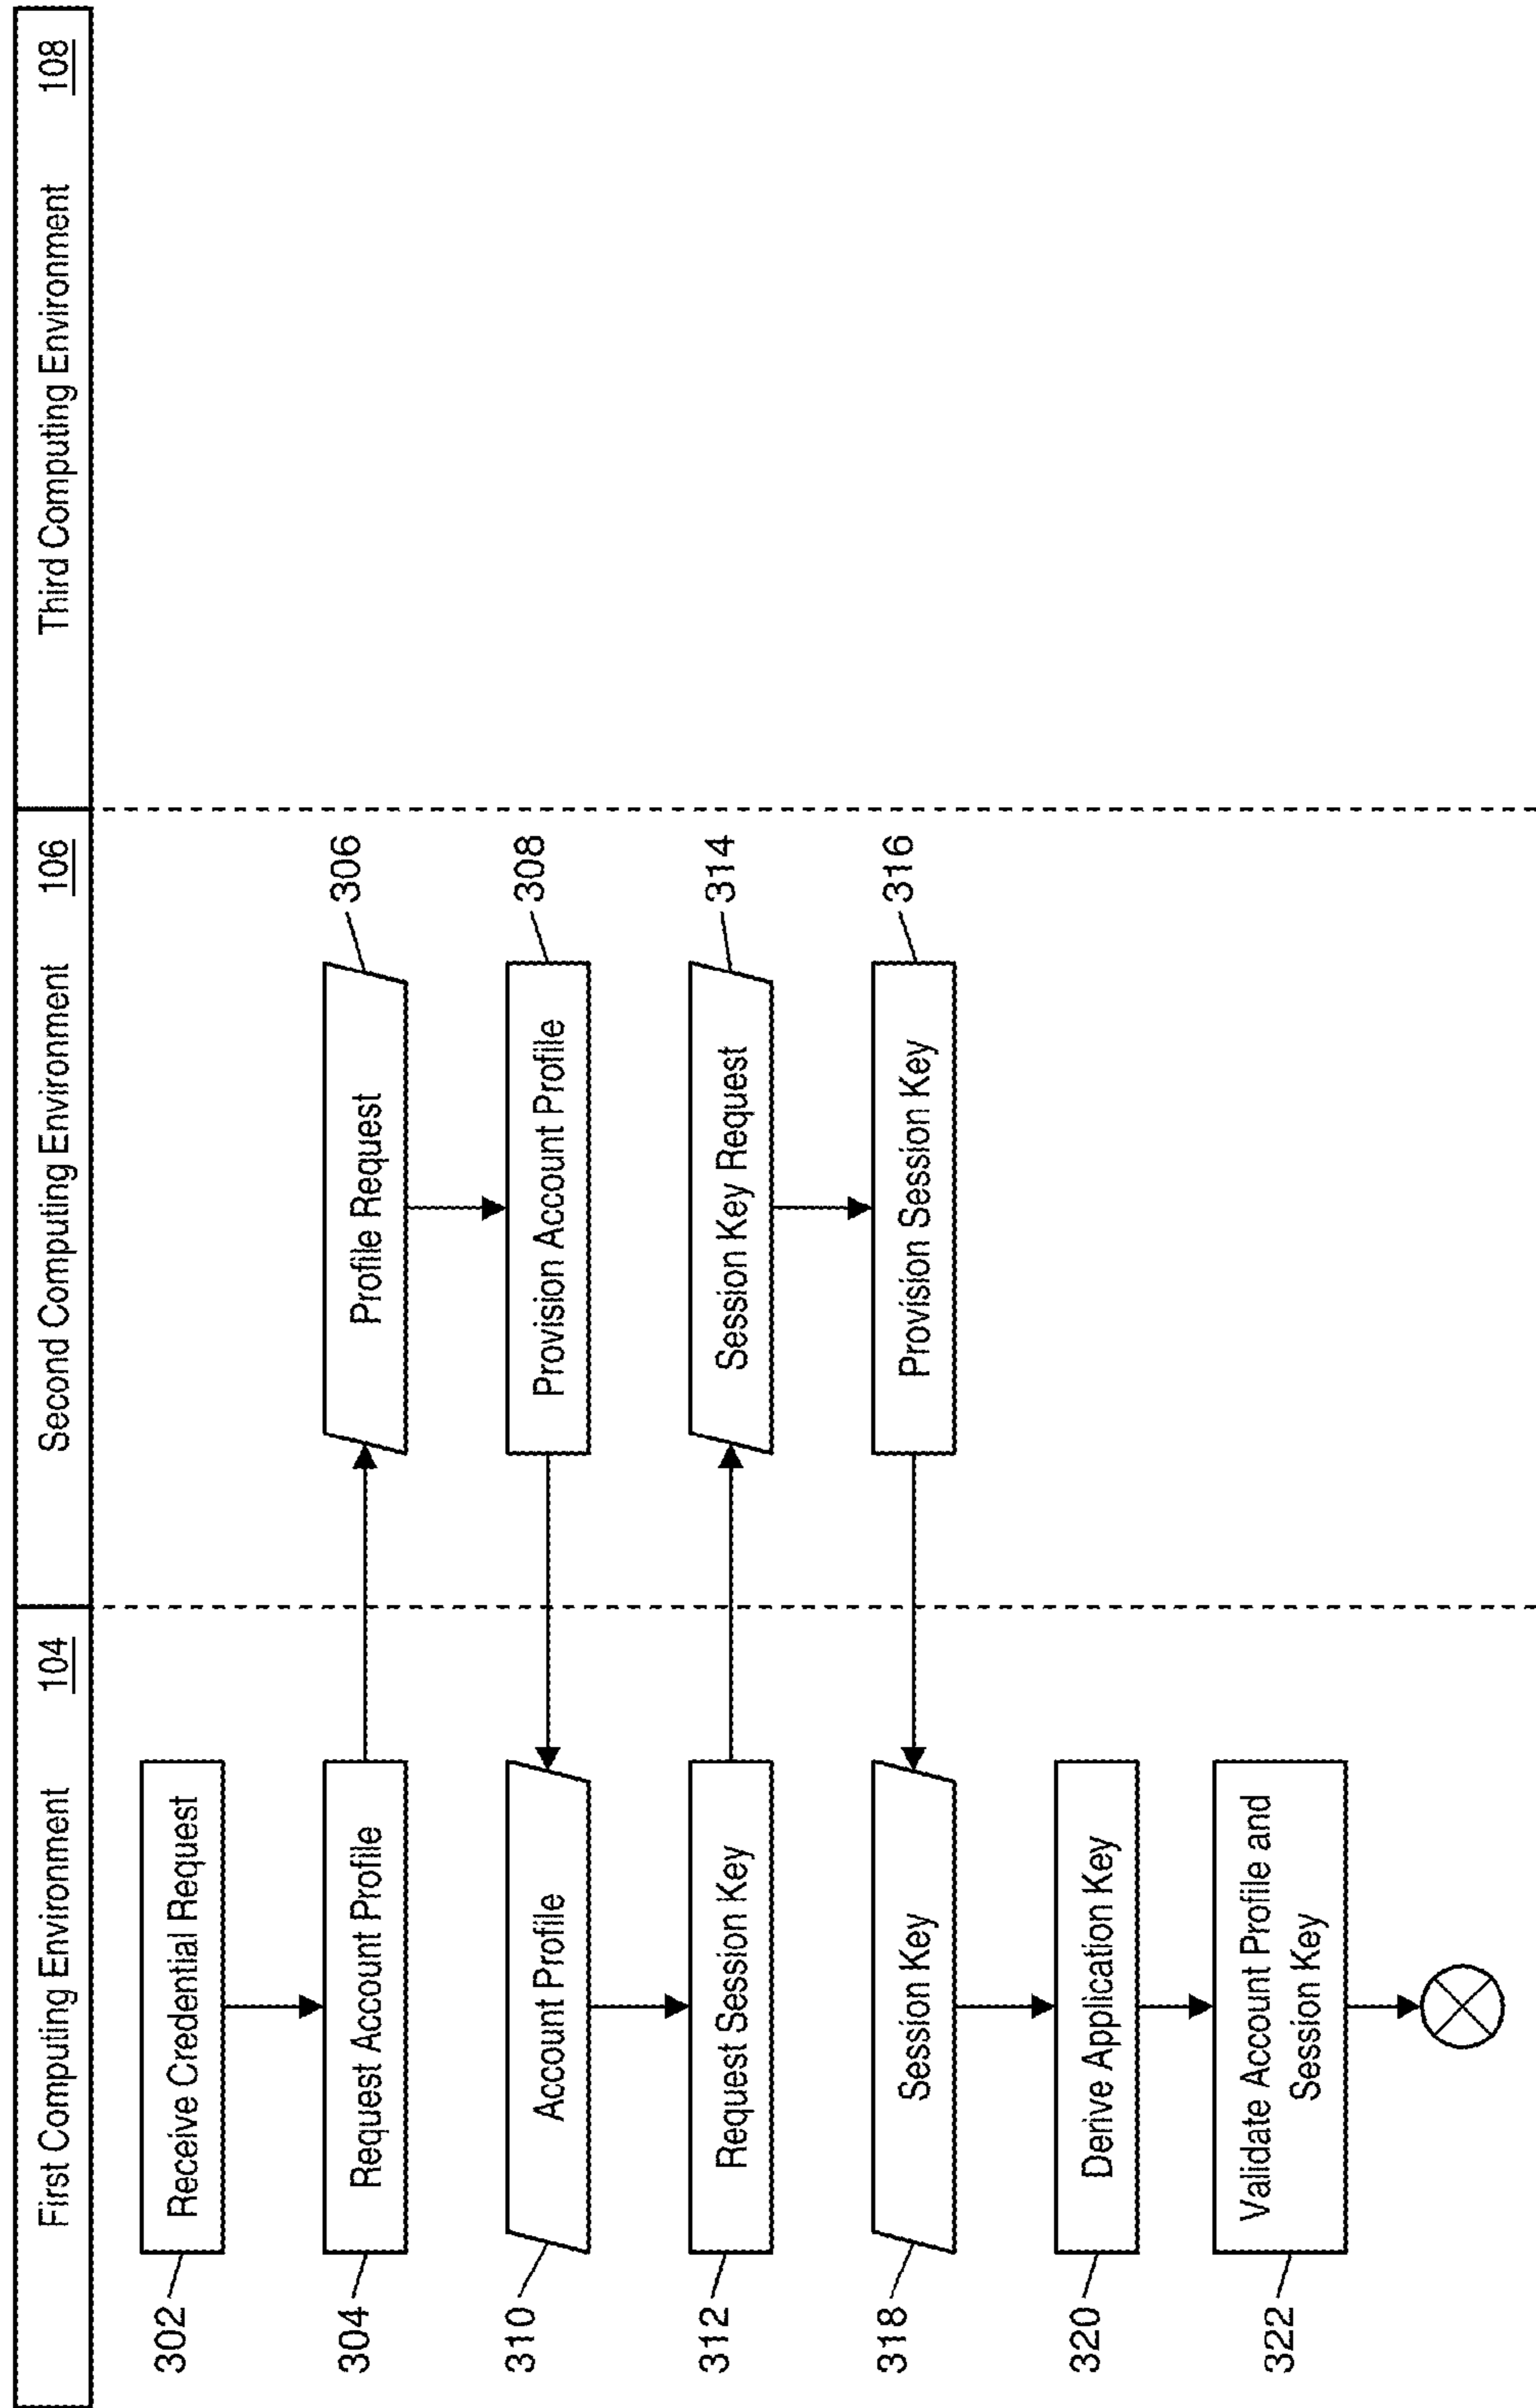 First Computing Environment 104
Second Computing Environment 106
Third Computing Environment 108
302
Receive Credential Request
304
Request Account Profile
Profile Request
306
Provision Account Profile
308
310
Account Profile
312
Request Session Key
Session Key Request
314
Provision Session Key
316
318
Session Key
320
Derive Application Key
322
Validate Account Profile and
Session Key